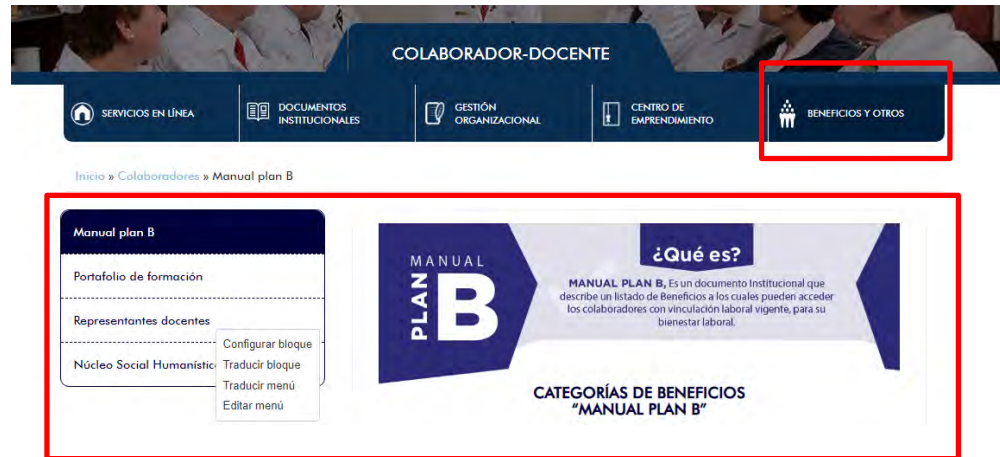 COLABORADOR-DOCENTE
SERVICIOS EN LÍNEA
DOCUMENTOS
INSTITUCIONALES
GESTIÓN
ORGANIZACIONAL
CENTRO DE
EMPRENDIMIENTO
BENEFICIOS Y OTROS
Inicio » Colaboradores » Manual plan B
Manual plan B
Portafolio de formación
Representantes docentes
Núcleo Social Humanístic
Configurar bloque
Traducir bloque
Traducir menú
Editar menú
MANUAL
PLAN
B
¿Qué es?
MANUAL PLAN B, Es un documento Institucional que
describe un listado de Beneficios a los cuales pueden acceder
los colaboradores con vinculación laboral vigente, para su
bienestar laboral.
CATEGORÍAS DE BENEFICIOS
“MANUAL PLAN B”